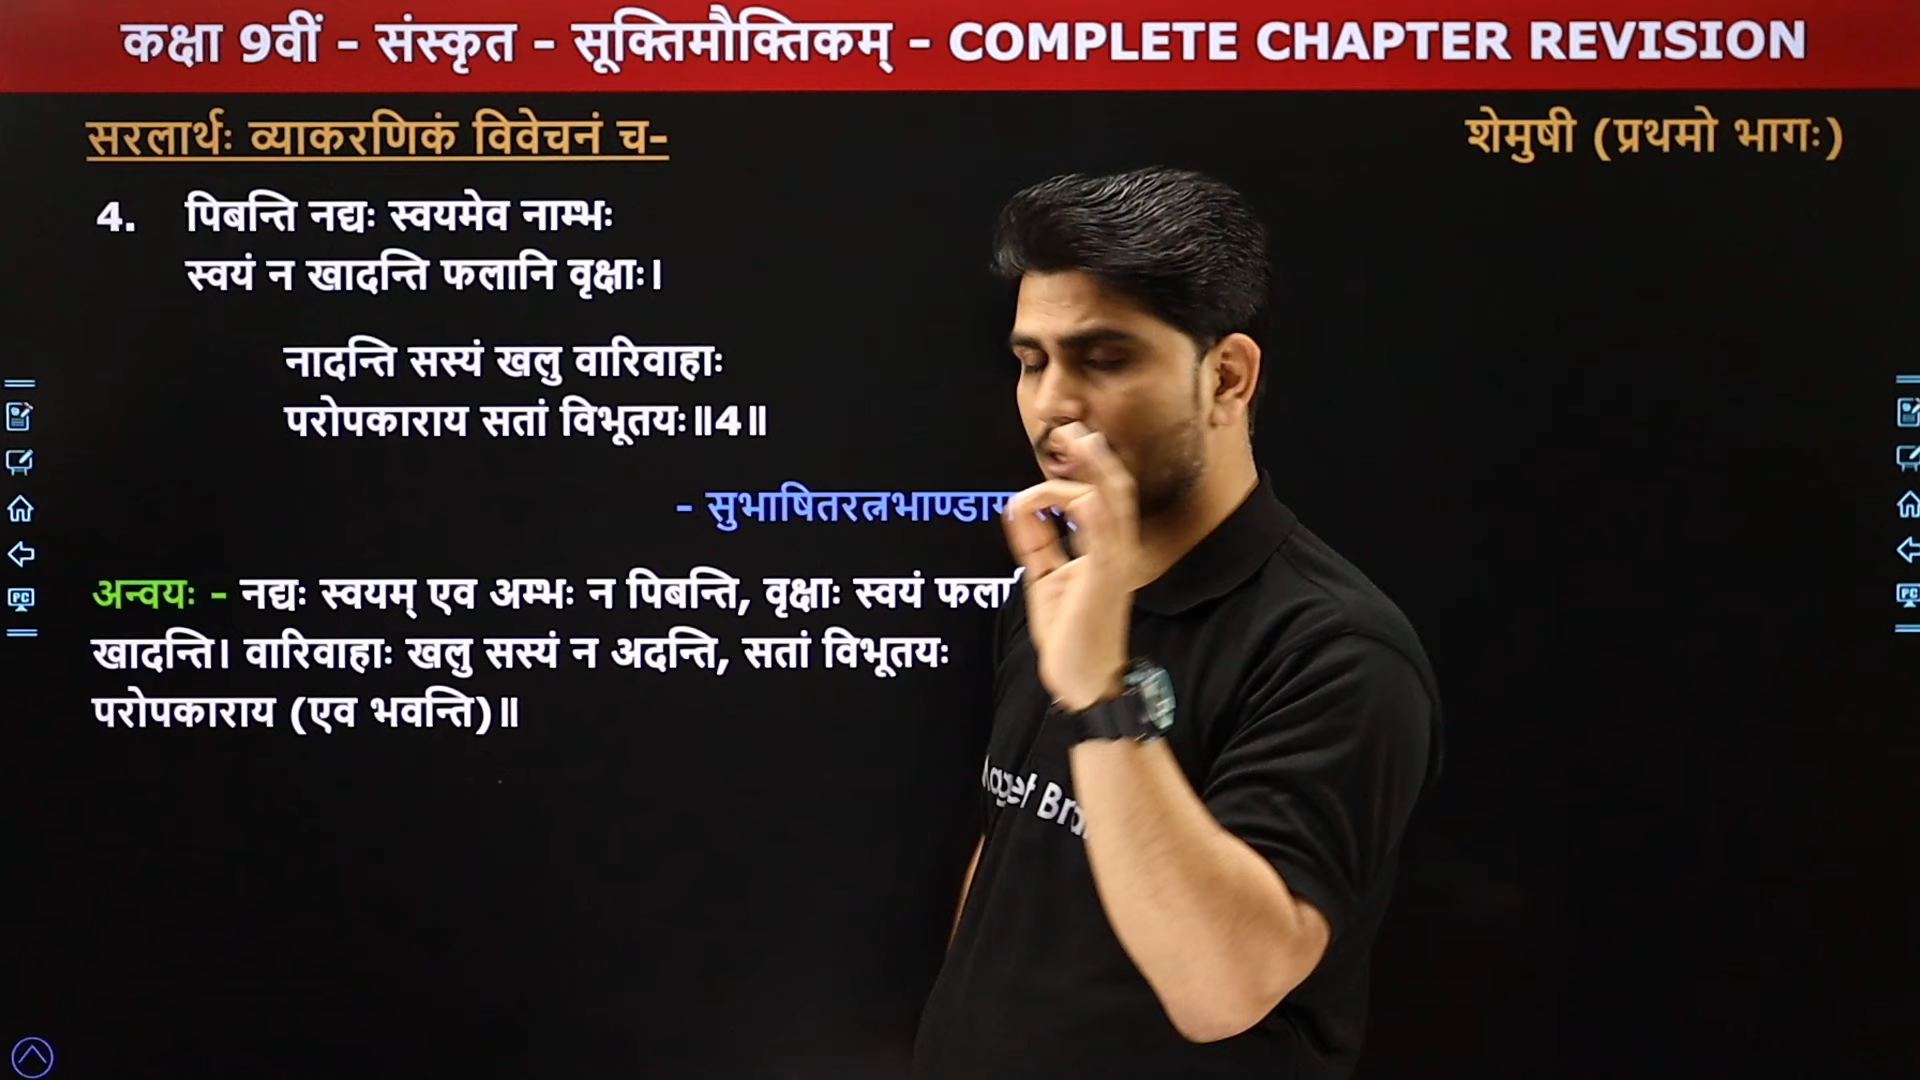 कक्षा 9वीं - संस्कृत - सूक्तिमौक्तिकम् - COMPLETE CHAPTER REVISION
सरलार्थः व्याकरणिकं विवेचनं च-
शेमुषी (प्रथमो भागः)
4. पिबन्ति नद्यः स्वयमेव नाम्भः
स्वयं न खादन्ति फलानि वृक्षाः।
नादन्ति सस्यं खलु वारिवाहाः
परोपकाराय सतां विभूतयः॥4॥
-
अन्वयः - नद्यः स्वयम् एव अम्भः न पिबन्ति, वृक्षाः स्वयं
खादन्ति। वारिवाहाः खलु सस्यं न अदन्ति, सतां विभूतयः
परोपकाराय (एव भवन्ति)॥
PC
PC